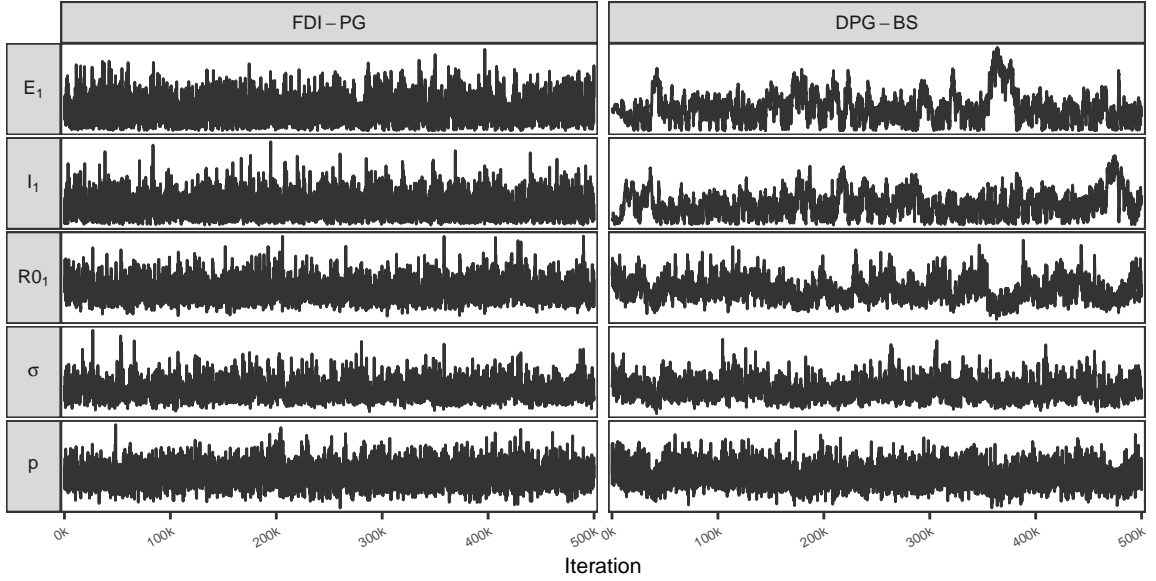 FDI – PG
DPG – BS
E₁
I₁
R0₁
σ
p
0k
100k
200k
300k
400k
500k
0k
100k
200k
300k
400k
500k
Iteration